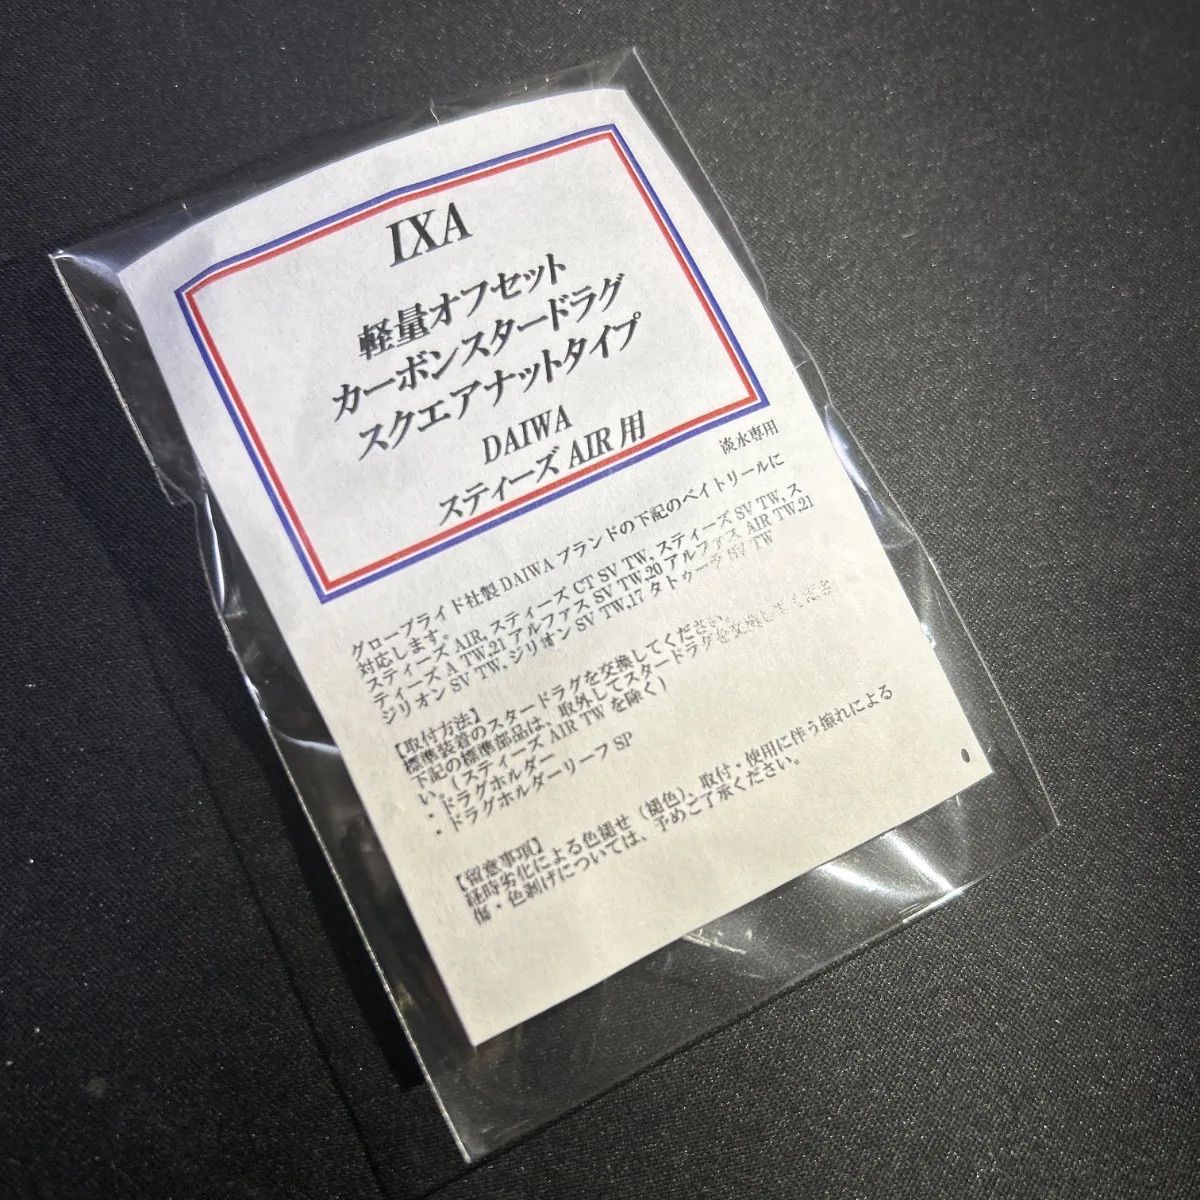 IXA
軽量オフセット
カーボンスタードラグ
スクエアナットタイプ
DAIWA
スティーズ AIR 用
淡水専用
グローブライド社製 DAIWA ブランドの下記のベイトリールに
対応します。
スティーズ AIR, スティーズ CT SV TW, スティーズ SV TW, ス
ティーズ A TW,21 アルファス SV TW,20 アルファス AIR TW,21
ジリオン SV TW, ジリオン SV TW,17 タトゥーラ SV TW
【取付方法】
標準装着のスタードラグを交換してください。
下記の標準部品は、取外してスタードラグを交換してくださ
い。(スティーズ AIR TW を除く)
・ドラグホルダー
・ドラグホルダーリーフ SP
【留意事項】
経時劣化による色褪せ（褪色）、取付・使用に伴う擦れによる
傷・色剥げについては、予めご了承ください。